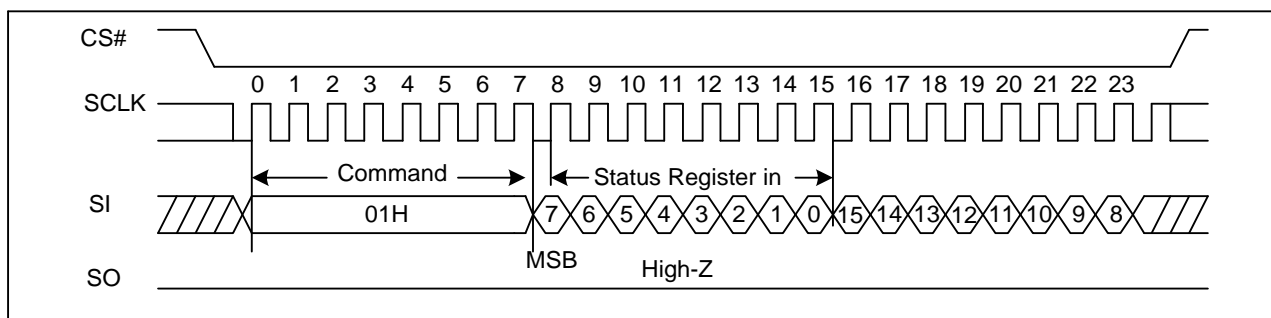 CS#
0 1 2 3 4 5 6 7 8 9 10 11 12 13 14 15 16 17 18 19 20 21 22 23
SCLK
Command Status Register in
SI 01H 7 6 5 4 3 2 1 0 15 14 13 12 11 10 9 8
MSB High-Z
SO